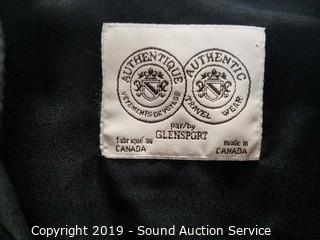 AUTHENTIQUE
VETEMENTS DE VOYAGE
AUTHENTIC
TRAVEL WEAR
par/by
GLENSPORT
fabriqué au
CANADA
made in
CANADA
Copyright 2019 - Sound Auction Service